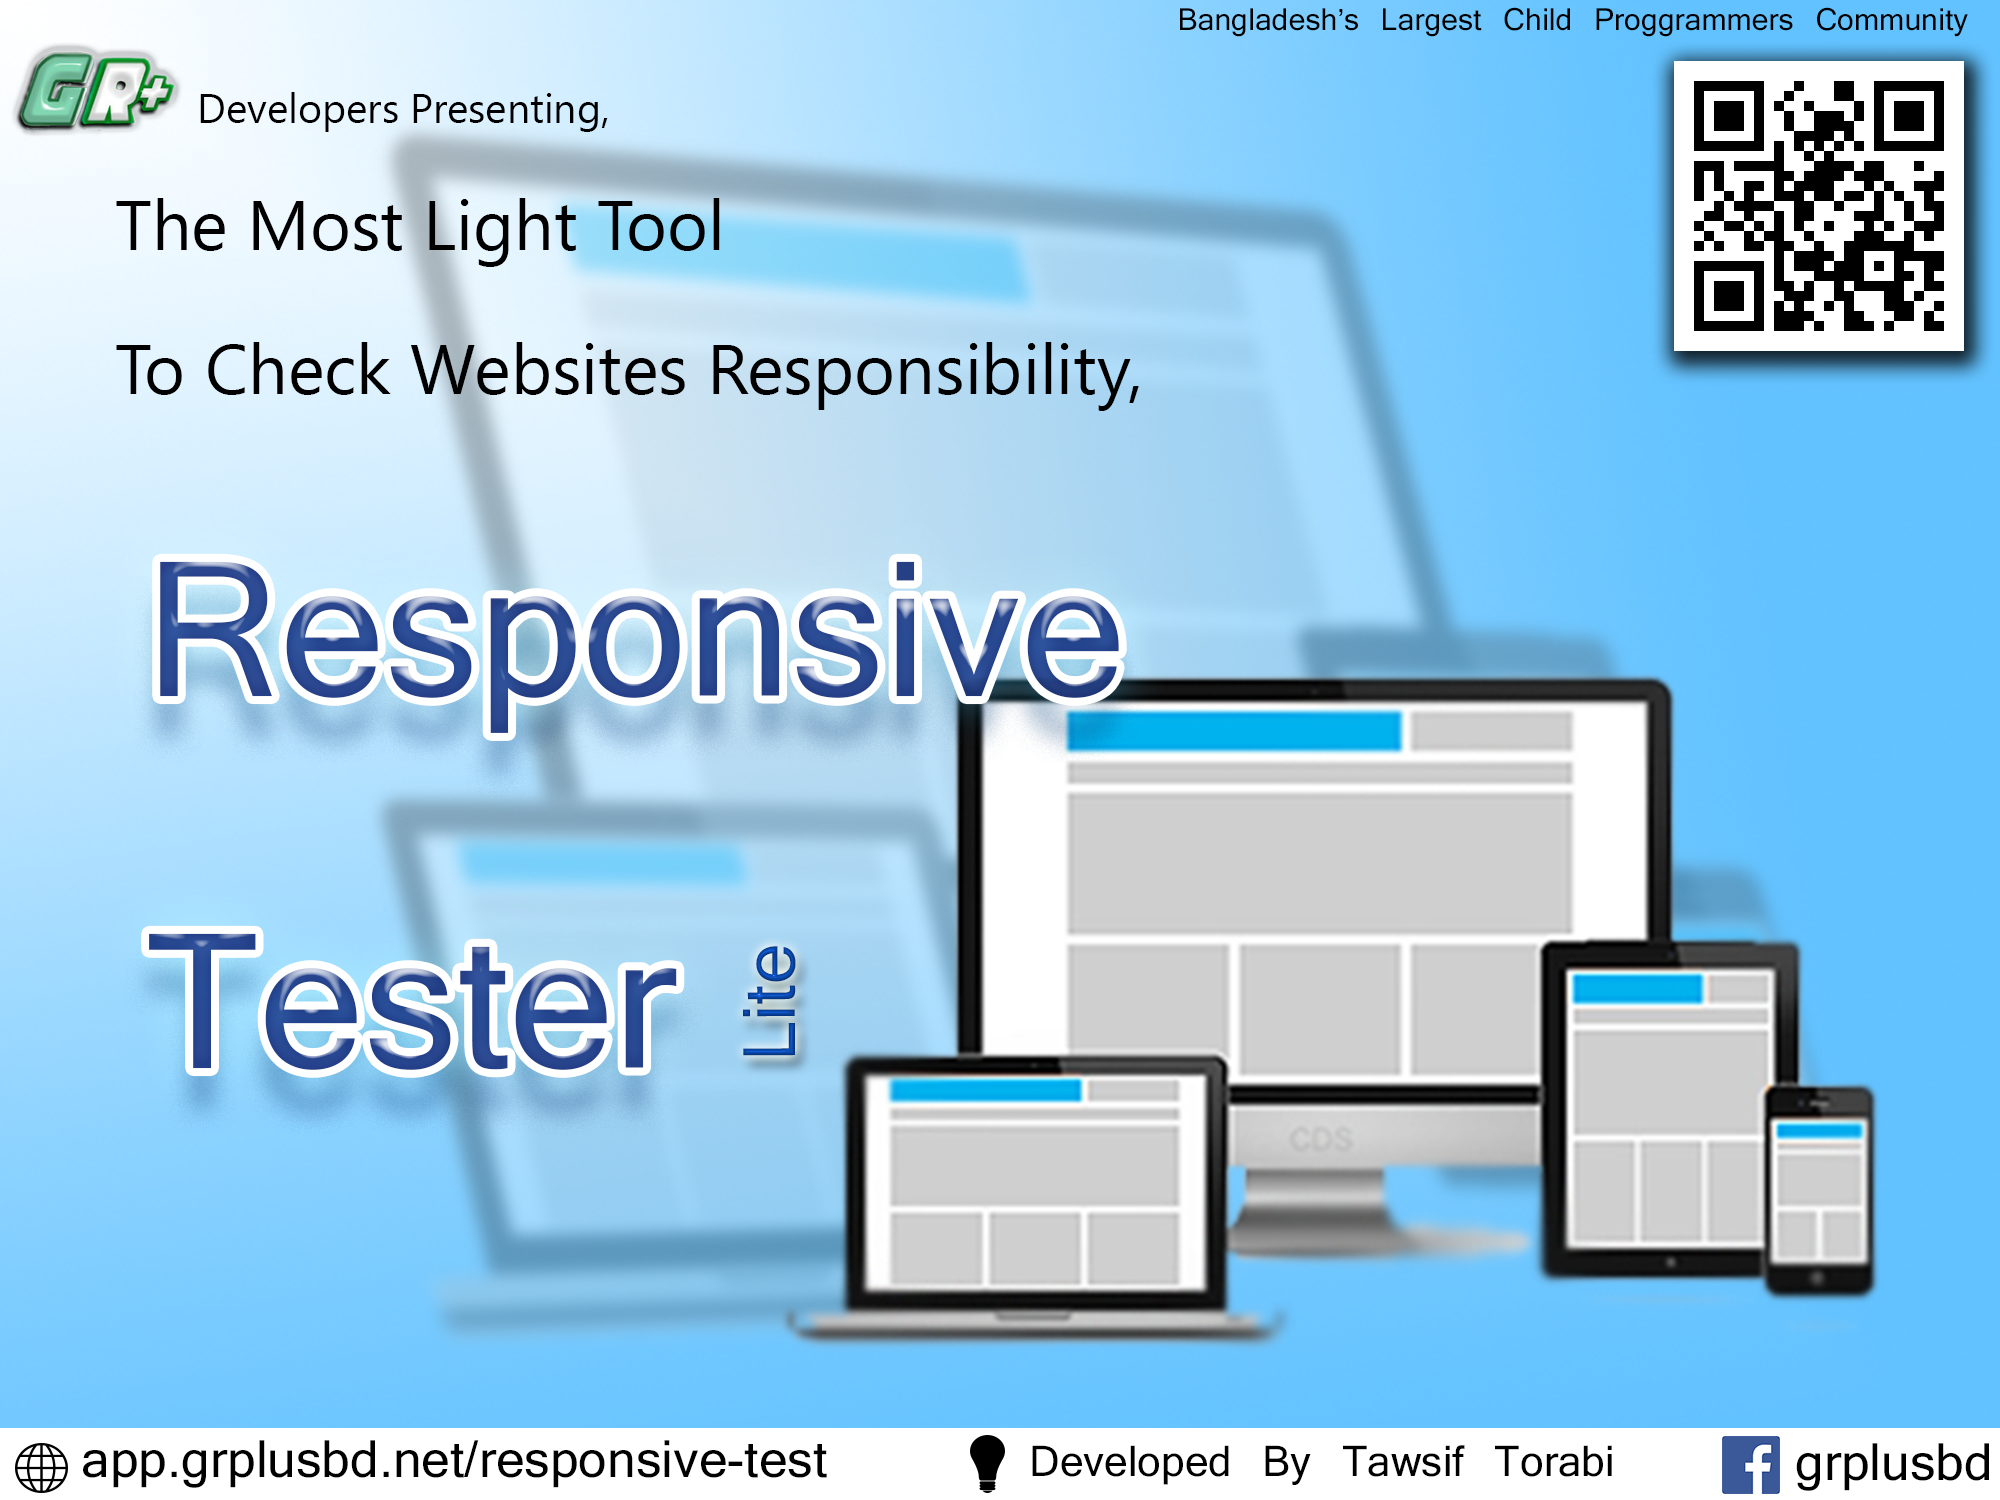 Bangladesh’s Largest Child Proggrammers Community
GR+
Developers Presenting,
The Most Light Tool
To Check Websites Responsibility,
Responsive
Tester
Lite
CDS
app.grplusbd.net/responsive-test
Developed By Tawsif Torabi
grplusbd